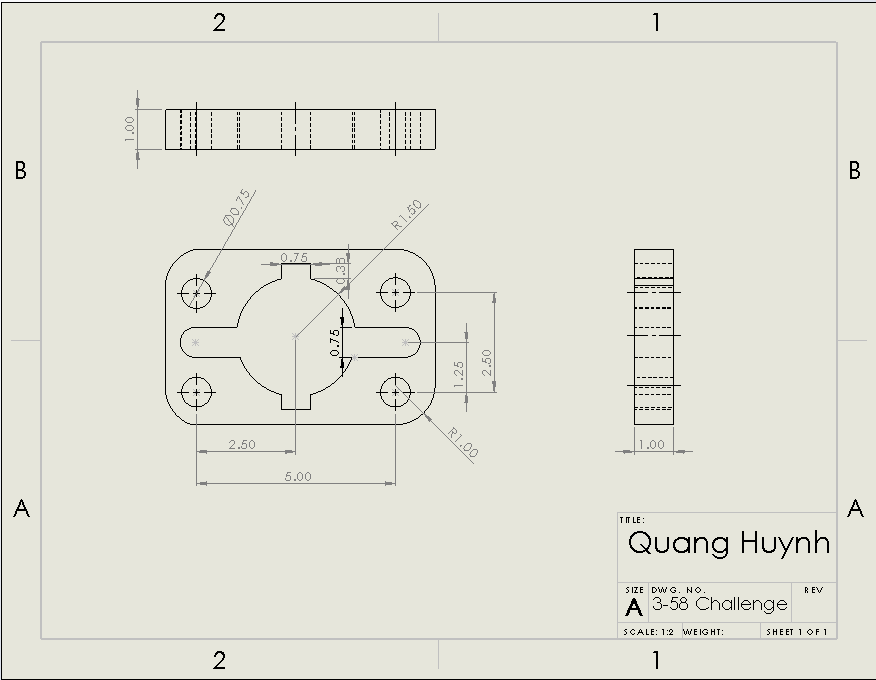 2 1
1.00
B B
Ø0.75
R1.50
0.75
0.38
0.75
1.25
2.50
R1.00
2.50
1.00
5.00
A A
TITLE:
Quang Huynh
SIZE DWG. NO. REV
A 3-58 Challenge
SCALE: 1:2 WEIGHT: SHEET 1 OF 1
2 1